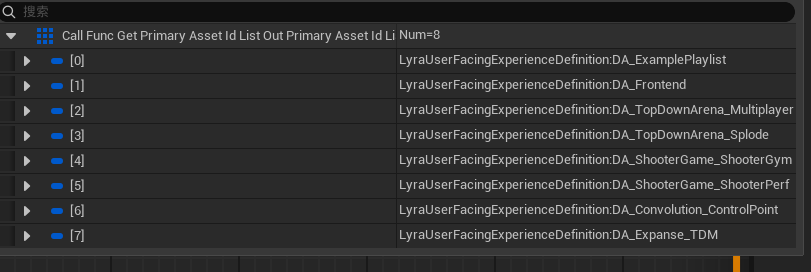 搜索
Call Func Get Primary Asset Id List Out Primary Asset Id Li Num=8
[0] LyraUserFacingExperienceDefinition:DA_ExamplePlaylist
[1] LyraUserFacingExperienceDefinition:DA_Frontend
[2] LyraUserFacingExperienceDefinition:DA_TopDownArena_Multiplayer
[3] LyraUserFacingExperienceDefinition:DA_TopDownArena_Splode
[4] LyraUserFacingExperienceDefinition:DA_ShooterGame_ShooterGym
[5] LyraUserFacingExperienceDefinition:DA_ShooterGame_ShooterPerf
[6] LyraUserFacingExperienceDefinition:DA_Convolution_ControlPoint
[7] LyraUserFacingExperienceDefinition:DA_Expanse_TDM